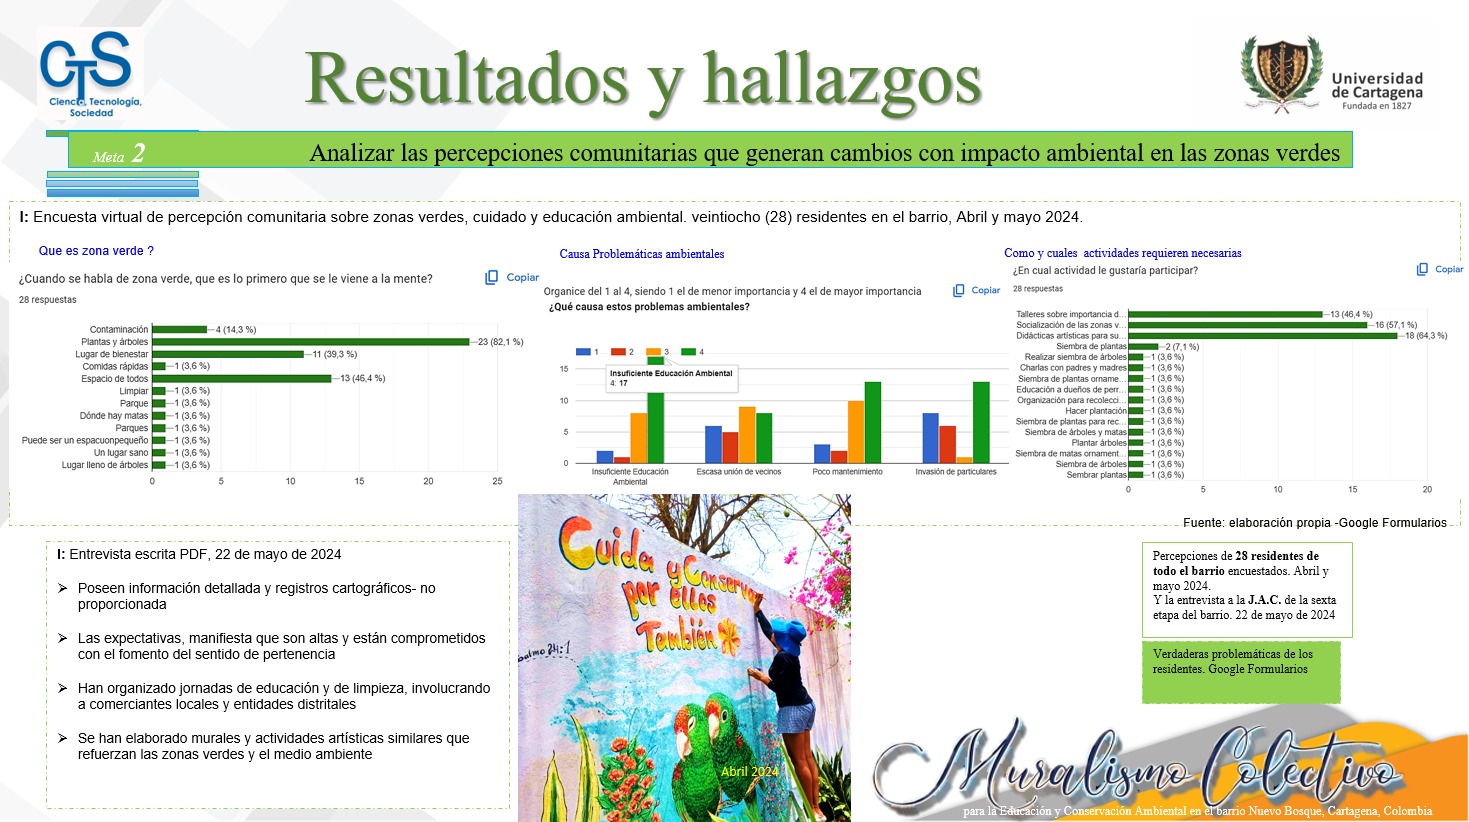 CTS
Ciencia, Tecnología,
Sociedad
Resultados y hallazgos
Universidad
de Cartagena
Fundada en 1827
Meta 2
Analizar las percepciones comunitarias que generan cambios con impacto ambiental en las zonas verdes
I: Encuesta virtual de percepción comunitaria sobre zonas verdes, cuidado y educación ambiental. veintiocho (28) residentes en el barrio, Abril y mayo 2024.
Que es zona verde ?
¿Cuando se habla de zona verde, que es lo primero que se le viene a la mente?
Copiar
28 respuestas
Contaminación 4 (14,3 %)
Plantas y árboles 23 (82,1 %)
Lugar de bienestar 11 (39,3 %)
Comidas rápidas 1 (3,6 %)
Espacio de todos 13 (46,4 %)
Limpiar 1 (3,6 %)
Parque 1 (3,6 %)
Dónde hay matas 1 (3,6 %)
Parques 1 (3,6 %)
Puede ser un espacuonpequeño 1 (3,6 %)
Un lugar sano 1 (3,6 %)
Lugar lleno de árboles 1 (3,6 %)
0 5 10 15 20 25
Causa Problemáticas ambientales
Organice del 1 al 4, siendo 1 el de menor importancia y 4 el de mayor importancia
Copiar
¿Qué causa estos problemas ambientales?
1 2 3 4
Insuficiente Educación Ambiental
4: 17
15
10
5
0
Insuficiente Educación
Ambiental
Escasa unión de vecinos
Poco mantenimiento
Invasión de particulares
Como y cuales actividades requieren necesarias
¿En cual actividad le gustaría participar?
Copiar
28 respuestas
Talleres sobre importancia d... 13 (46,4 %)
Socialización de las zonas v... 16 (57,1 %)
Didácticas artísticas para su... 18 (64,3 %)
Siembra de plantas 2 (7,1 %)
Realizar siembra de árboles 1 (3,6 %)
Charlas con padres y madres 1 (3,6 %)
Siembra de plantas orname... 1 (3,6 %)
Educación a dueños de perr... 1 (3,6 %)
Organización para recolecci... 1 (3,6 %)
Hacer plantación 1 (3,6 %)
Siembra de plantas para rec... 1 (3,6 %)
Siembra de árboles y matas 1 (3,6 %)
Plantar árboles 1 (3,6 %)
Siembra de matas ornament... 1 (3,6 %)
Siembra de árboles 1 (3,6 %)
Sembrar plantas 1 (3,6 %)
0 5 10 15 20
Fuente: elaboración propia -Google Formularios
I: Entrevista escrita PDF, 22 de mayo de 2024
Poseen información detallada y registros cartográficos- no
proporcionada
Las expectativas, manifiesta que son altas y están comprometidos
con el fomento del sentido de pertenencia
Han organizado jornadas de educación y de limpieza, involucrando
a comerciantes locales y entidades distritales
Se han elaborado murales y actividades artísticas similares que
refuerzan las zonas verdes y el medio ambiente
Cuida y Conserva
por ellos
También
salmo 24:1
Abril 2024
Percepciones de 28 residentes de
todo el barrio encuestados. Abril y
mayo 2024.
Y la entrevista a la J.A.C. de la sexta
etapa del barrio. 22 de mayo de 2024
Verdaderas problemáticas de los
residentes. Google Formularios
Muralismo Colectivo
para la Educación y Conservación Ambiental en el barrio Nuevo Bosque, Cartagena, Colombia